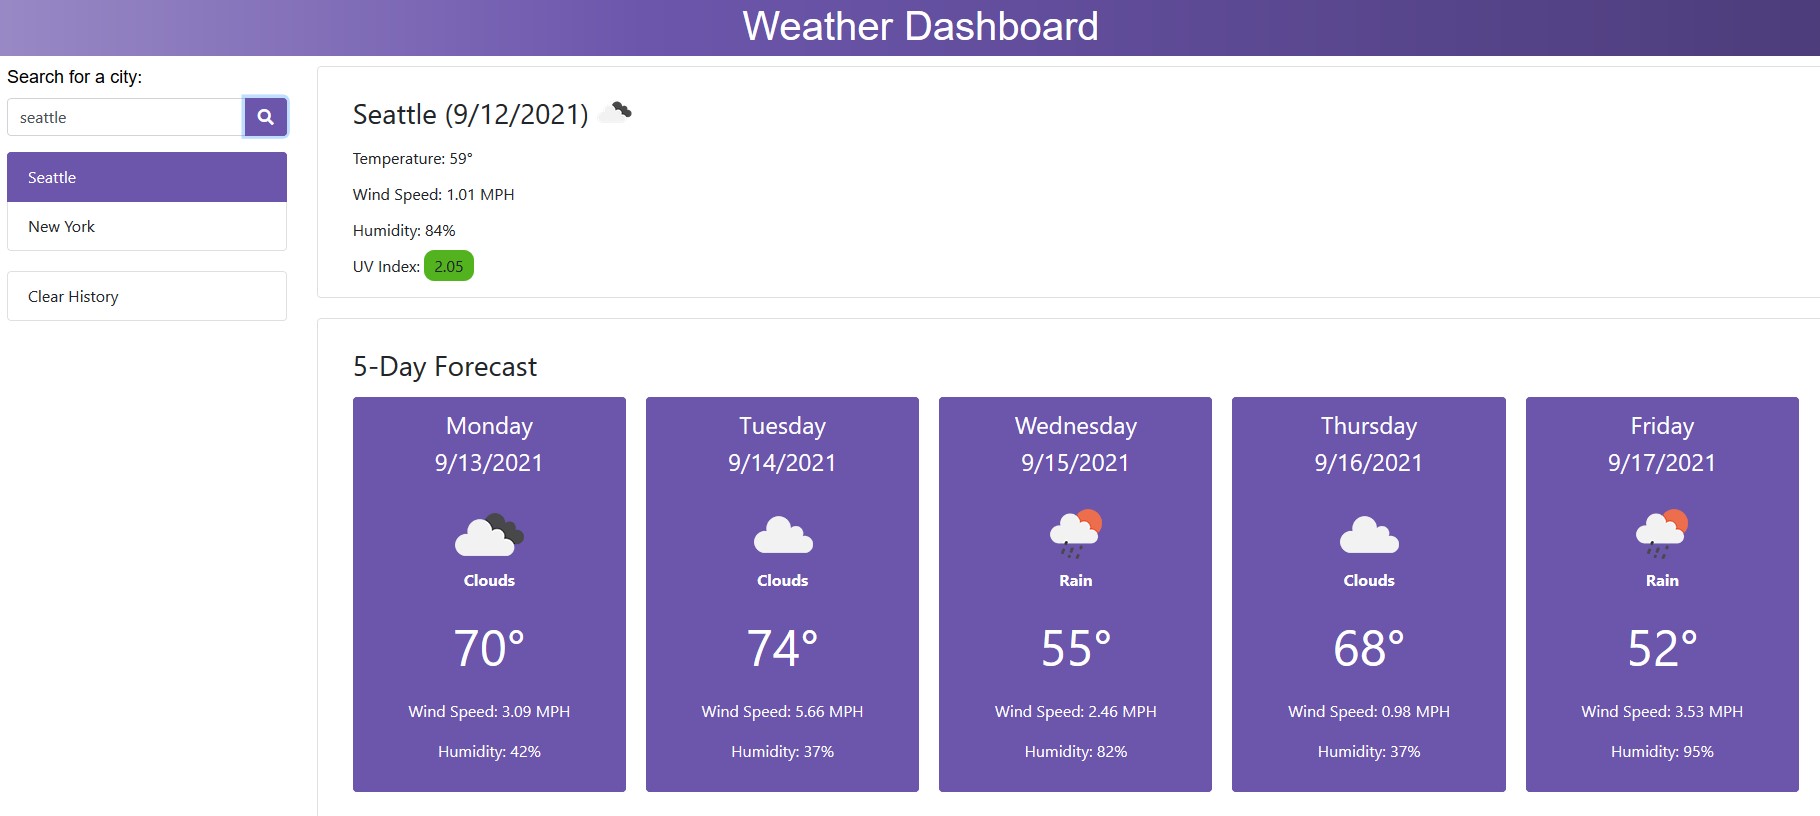 Weather Dashboard
Search for a city:
seattle
Seattle
New York
Clear History
Seattle (9/12/2021)
Temperature: 59°
Wind Speed: 1.01 MPH
Humidity: 84%
UV Index: 2.05
5-Day Forecast
Monday
9/13/2021
Clouds
70°
Wind Speed: 3.09 MPH
Humidity: 42%
Tuesday
9/14/2021
Clouds
74°
Wind Speed: 5.66 MPH
Humidity: 37%
Wednesday
9/15/2021
Rain
55°
Wind Speed: 2.46 MPH
Humidity: 82%
Thursday
9/16/2021
Clouds
68°
Wind Speed: 0.98 MPH
Humidity: 37%
Friday
9/17/2021
Rain
52°
Wind Speed: 3.53 MPH
Humidity: 95%